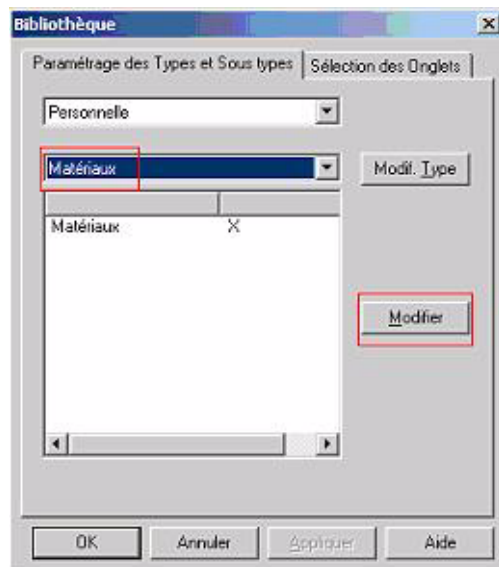 Bibliothèque
Paramétrage des Types et Sous types
Sélection des Onglets
Personnelle
Matériaux
Modif. Type
Matériaux X
Modifier
OK Annuler Appliquer Aide